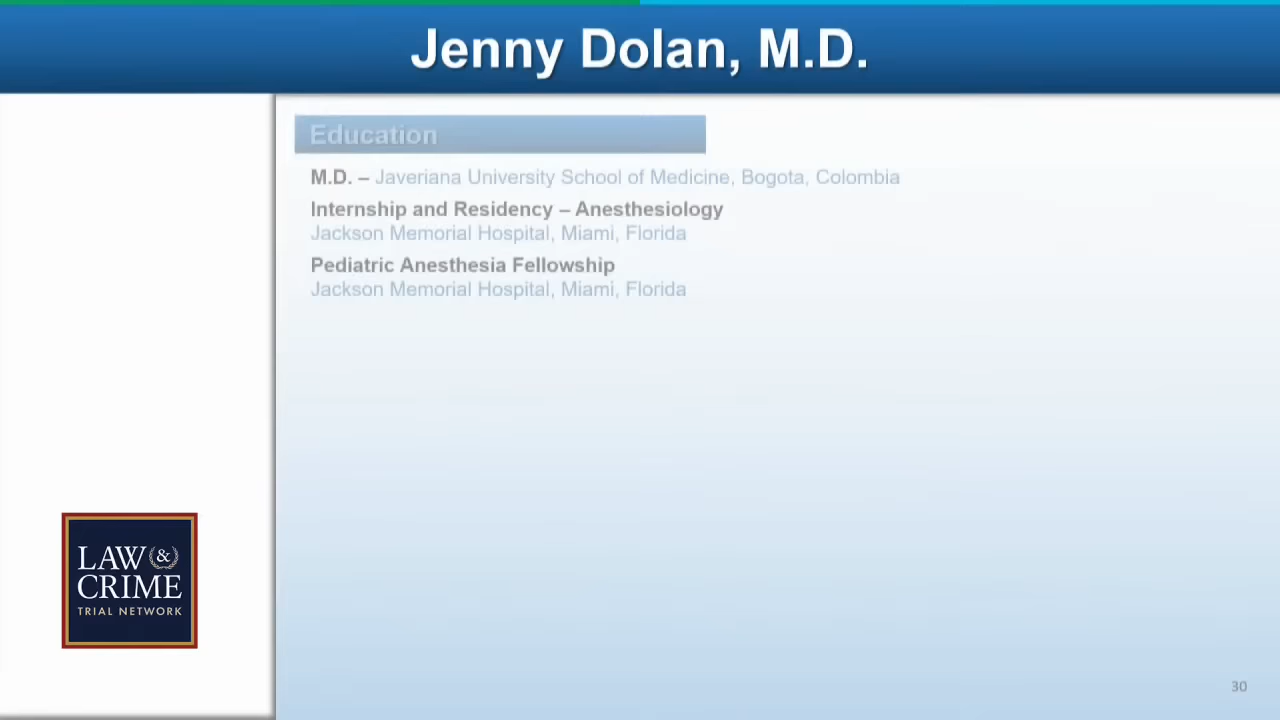 Jenny Dolan, M.D.
Education
M.D. – Javeriana University School of Medicine, Bogota, Colombia
Internship and Residency – Anesthesiology
Jackson Memorial Hospital, Miami, Florida
Pediatric Anesthesia Fellowship
Jackson Memorial Hospital, Miami, Florida
LAW &
CRIME
TRIAL NETWORK
30